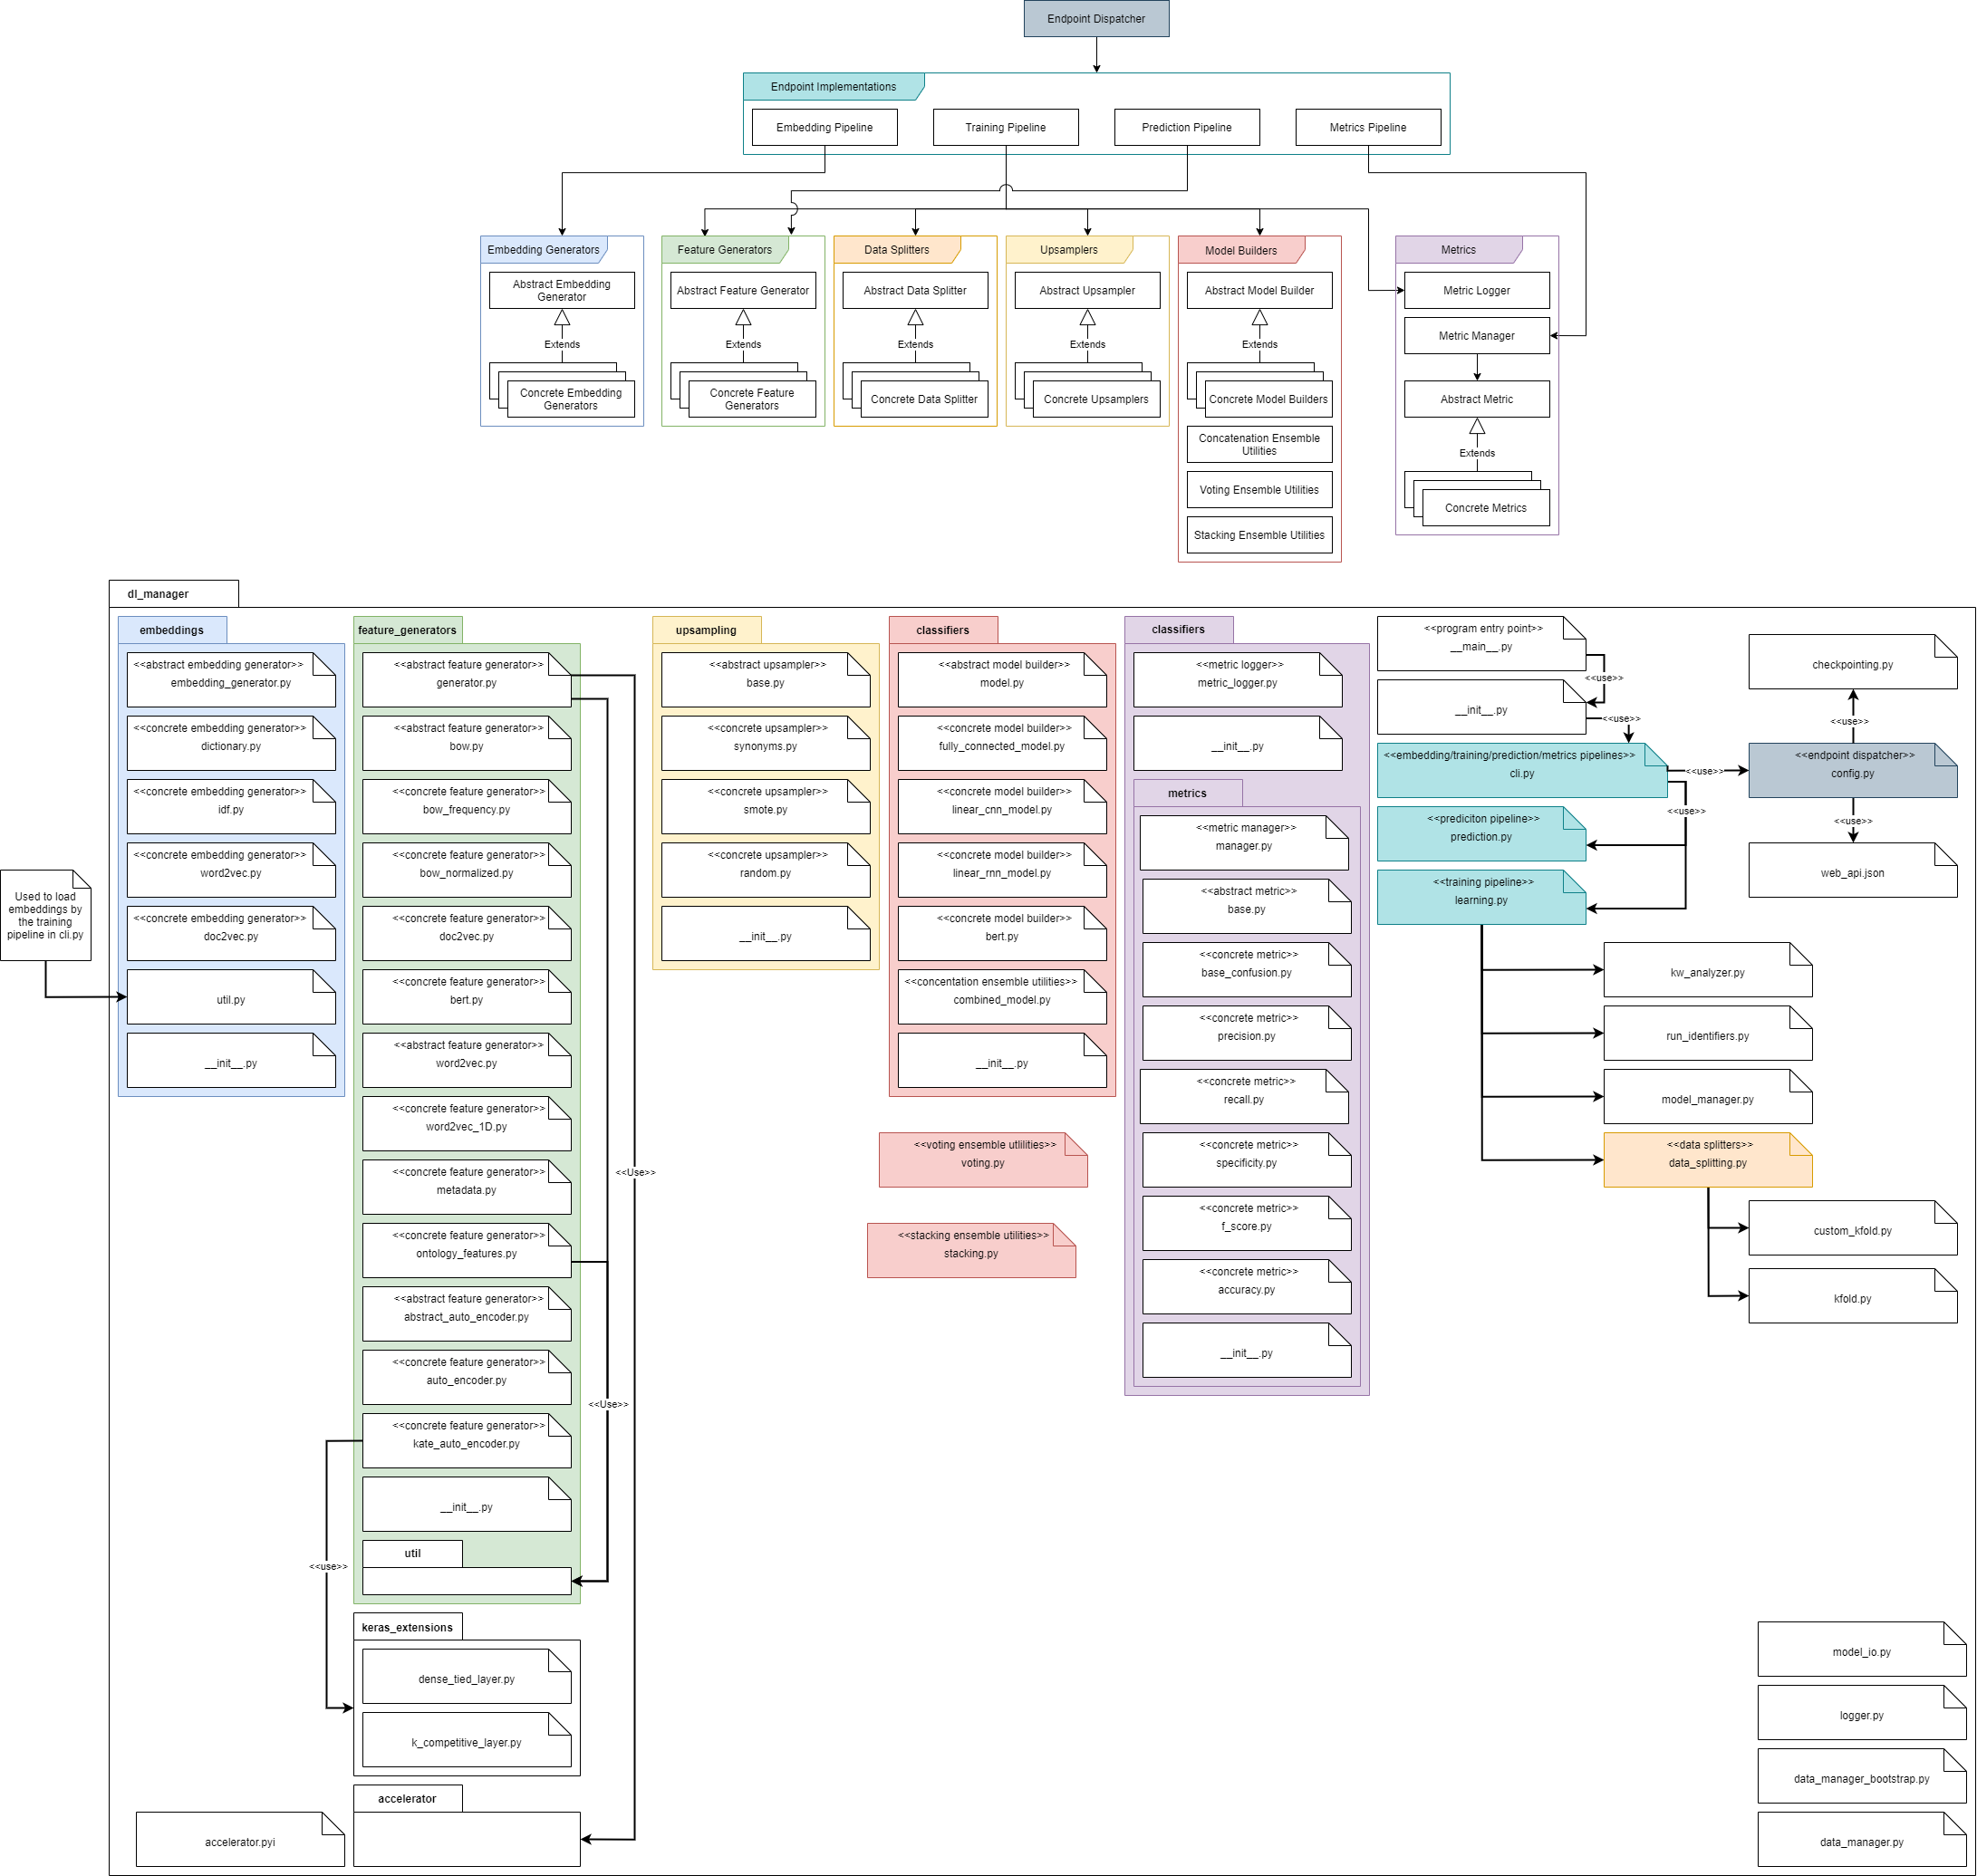 Endpoint Dispatcher
Endpoint Implementations
Embedding Pipeline
Training Pipeline
Prediction Pipeline
Metrics Pipeline
Embedding Generators
Abstract Embedding
Generator
Extends
Concrete Embedding
Generators
Feature Generators
Abstract Feature Generator
Extends
Concrete Feature
Generators
Data Splitters
Abstract Data Splitter
Extends
Concrete Data Splitter
Upsamplers
Abstract Upsampler
Extends
Concrete Upsamplers
Model Builders
Abstract Model Builder
Extends
Concrete Model Builders
Concatenation Ensemble
Utilities
Voting Ensemble Utilities
Stacking Ensemble Utilities
Metrics
Metric Logger
Metric Manager
Abstract Metric
Extends
Concrete Metrics
dl_manager
Used to load
embeddings by
the training
pipeline in cli.py
embeddings
<<abstract embedding generator>>
embedding_generator.py
<<concrete embedding generator>>
dictionary.py
<<concrete embedding generator>>
idf.py
<<concrete embedding generator>>
word2vec.py
<<concrete embedding generator>>
doc2vec.py
util.py
__init__.py
feature_generators
<<abstract feature generator>>
generator.py
<<abstract feature generator>>
bow.py
<<concrete feature generator>>
bow_frequency.py
<<concrete feature generator>>
bow_normalized.py
<<concrete feature generator>>
doc2vec.py
<<concrete feature generator>>
bert.py
<<abstract feature generator>>
word2vec.py
<<concrete feature generator>>
word2vec_1D.py
<<concrete feature generator>>
metadata.py
<<concrete feature generator>>
ontology_features.py
<<abstract feature generator>>
abstract_auto_encoder.py
<<concrete feature generator>>
auto_encoder.py
<<concrete feature generator>>
kate_auto_encoder.py
__init__.py
util
<<Use>>
<<Use>>
<<use>>
keras_extensions
dense_tied_layer.py
k_competitive_layer.py
accelerator
accelerator.pyi
upsampling
<<abstract upsampler>>
base.py
<<concrete upsampler>>
synonyms.py
<<concrete upsampler>>
smote.py
<<concrete upsampler>>
random.py
__init__.py
classifiers
<<abstract model builder>>
model.py
<<concrete model builder>>
fully_connected_model.py
<<concrete model builder>>
linear_cnn_model.py
<<concrete model builder>>
linear_rnn_model.py
<<concrete model builder>>
bert.py
<<concentation ensemble utilities>>
combined_model.py
__init__.py
<<voting ensemble utlilities>>
voting.py
<<stacking ensemble utilities>>
stacking.py
classifiers
<<metric logger>>
metric_logger.py
__init__.py
metrics
<<metric manager>>
manager.py
<<abstract metric>>
base.py
<<concrete metric>>
base_confusion.py
<<concrete metric>>
precision.py
<<concrete metric>>
recall.py
<<concrete metric>>
specificity.py
<<concrete metric>>
f_score.py
<<concrete metric>>
accuracy.py
__init__.py
<<program entry point>>
__main__.py
<<use>>
__init__.py
<<use>>
<<embedding/training/prediction/metrics pipelines>>
cli.py
<<use>>
<<use>>
<<prediciton pipeline>>
prediction.py
<<training pipeline>>
learning.py
checkpointing.py
<<use>>
<<endpoint dispatcher>>
config.py
<<use>>
web_api.json
kw_analyzer.py
run_identifiers.py
model_manager.py
<<data splitters>>
data_splitting.py
custom_kfold.py
kfold.py
model_io.py
logger.py
data_manager_bootstrap.py
data_manager.py